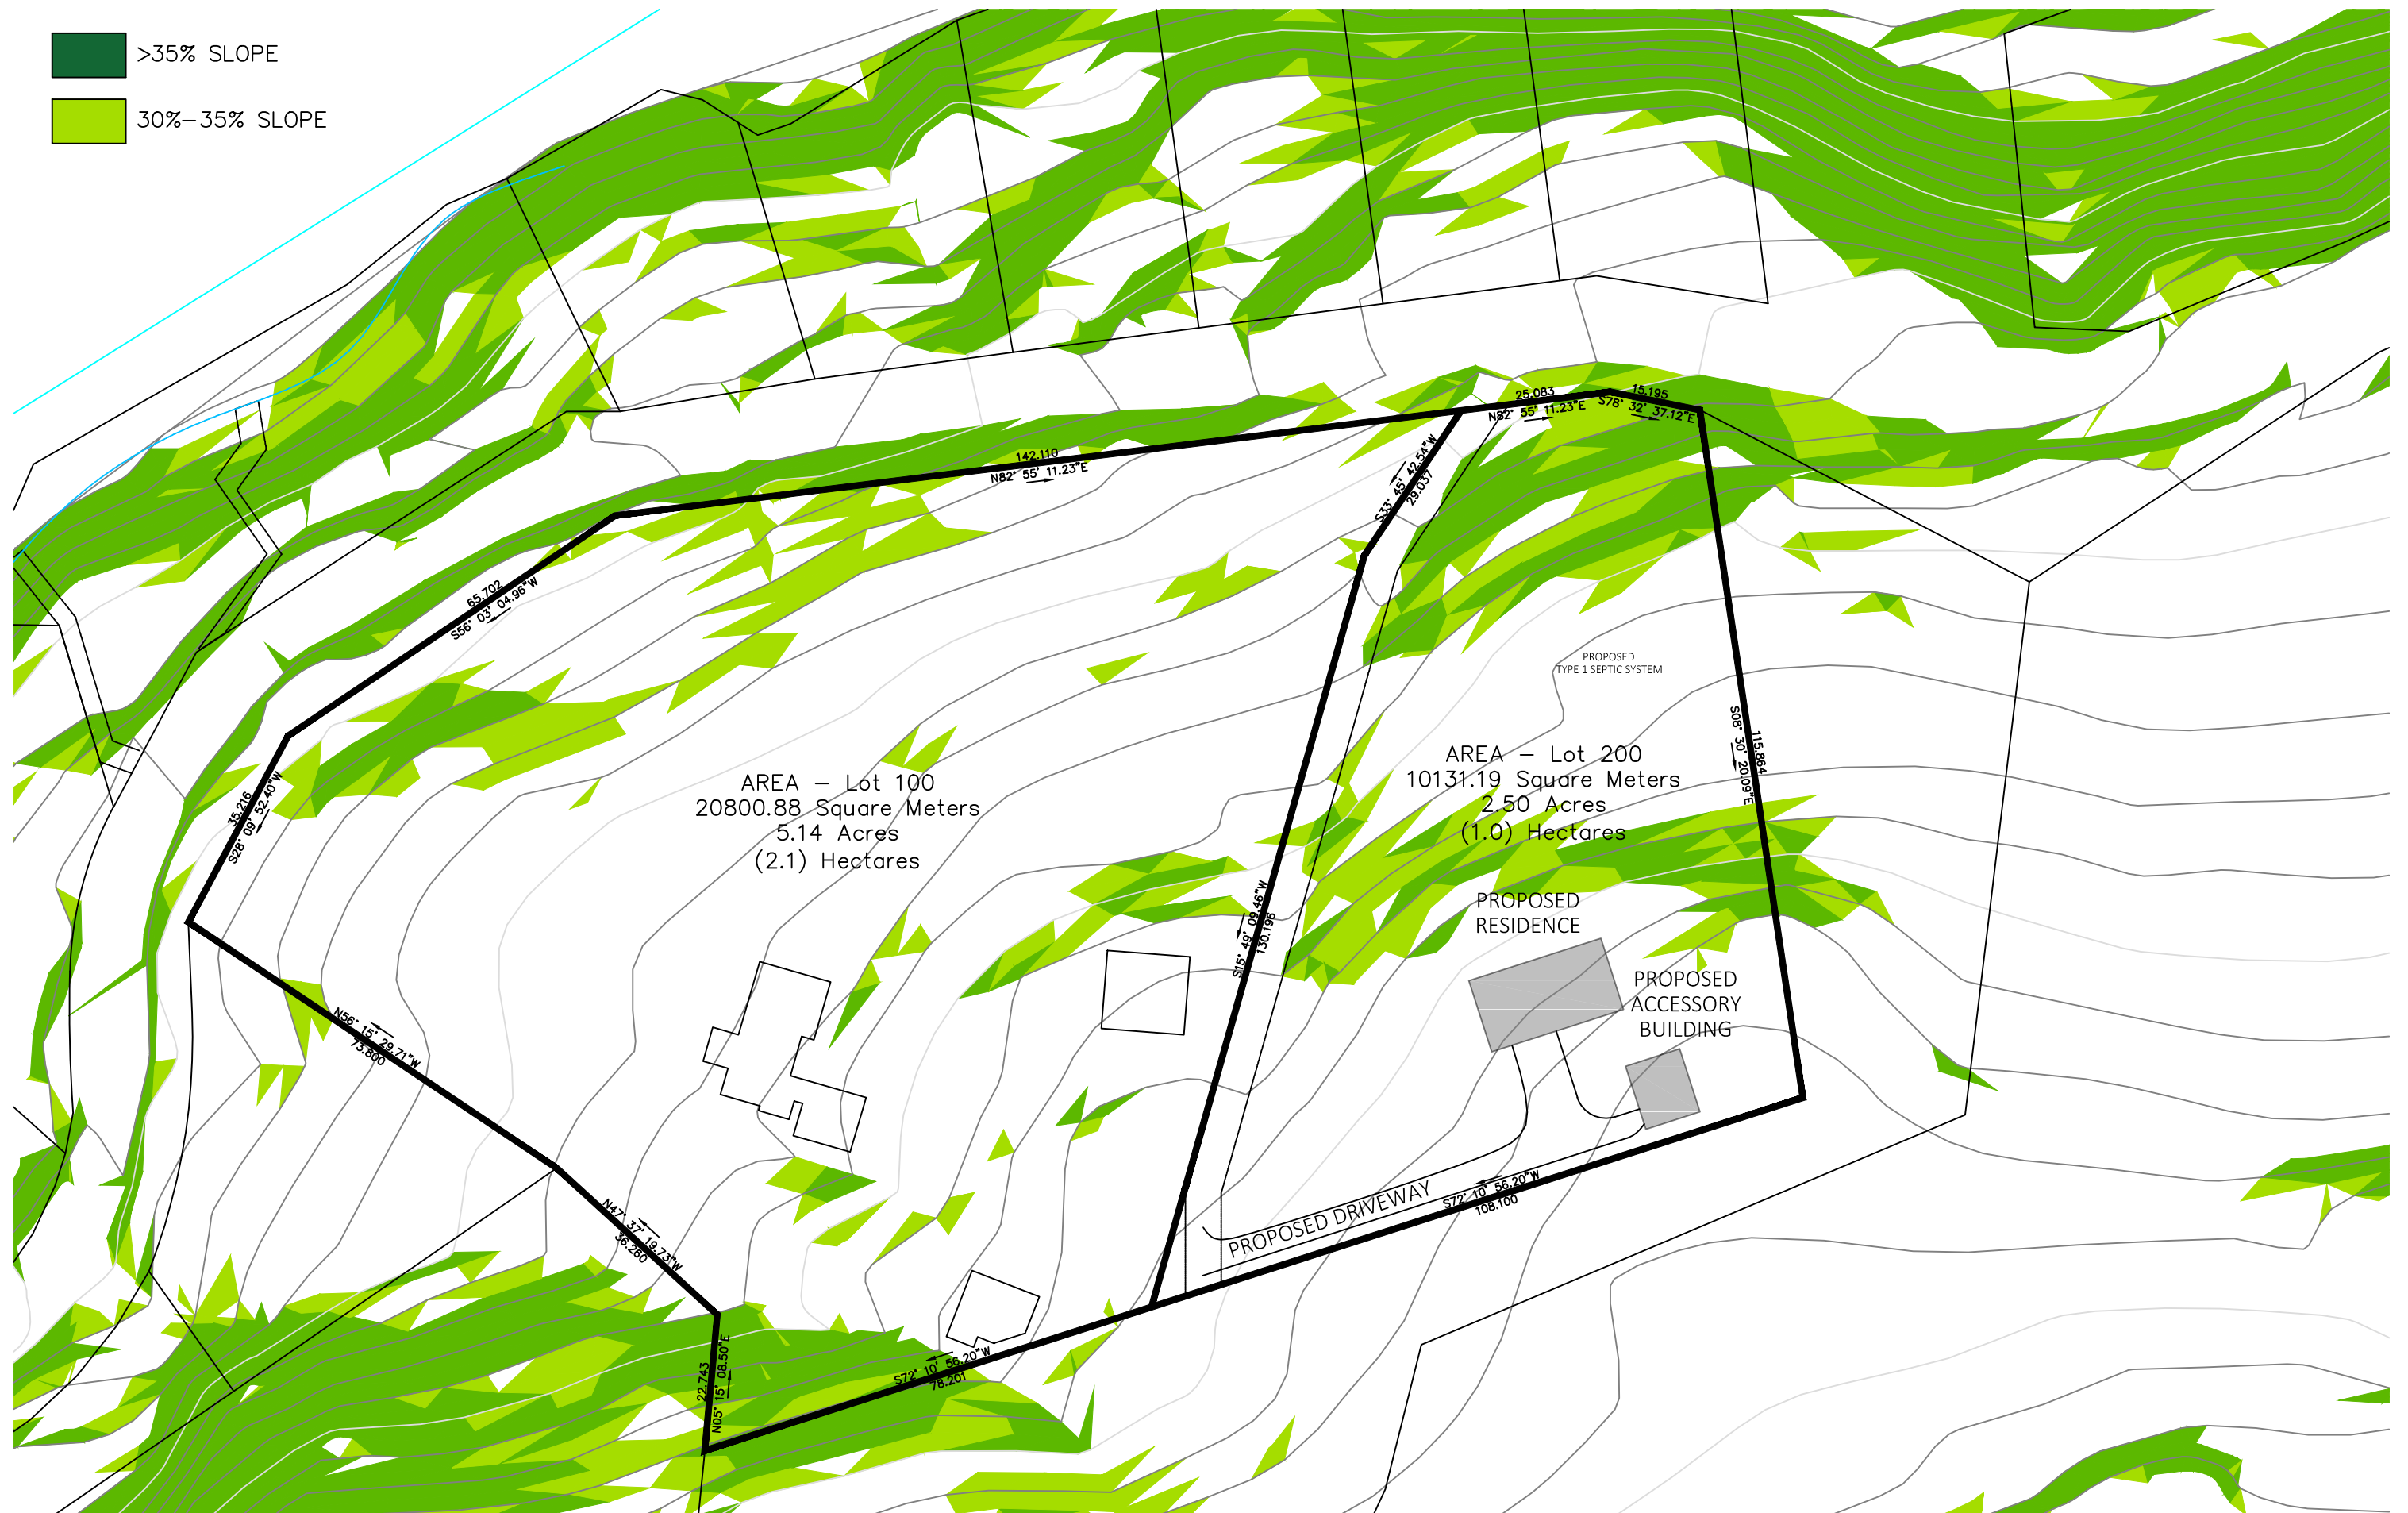 >35% SLOPE
30%–35% SLOPE
25.083
N82° 55' 11.23"E
15.195
S78° 32' 37.12"E
142.110
N82° 55' 11.23"E
S33° 45' 42.54"W
29.037
65.702
S56° 03' 04.96"W
PROPOSED
TYPE 1 SEPTIC SYSTEM
S08° 30' 20.09"E
115.864
35.216
S28° 09' 52.40"W
AREA – Lot 100
20800.88 Square Meters
5.14 Acres
(2.1) Hectares
AREA – Lot 200
10131.19 Square Meters
2.50 Acres
(1.0) Hectares
S15° 49' 09.46"W
130.196
PROPOSED
RESIDENCE
PROPOSED
ACCESSORY
BUILDING
N56° 15' 29.71"W
73.800
N47° 37' 19.73"W
36.260
PROPOSED DRIVEWAY
S72° 10' 56.20"W
108.100
S72° 10' 56.20"W
78.201
22.743
N05° 15' 08.50"E